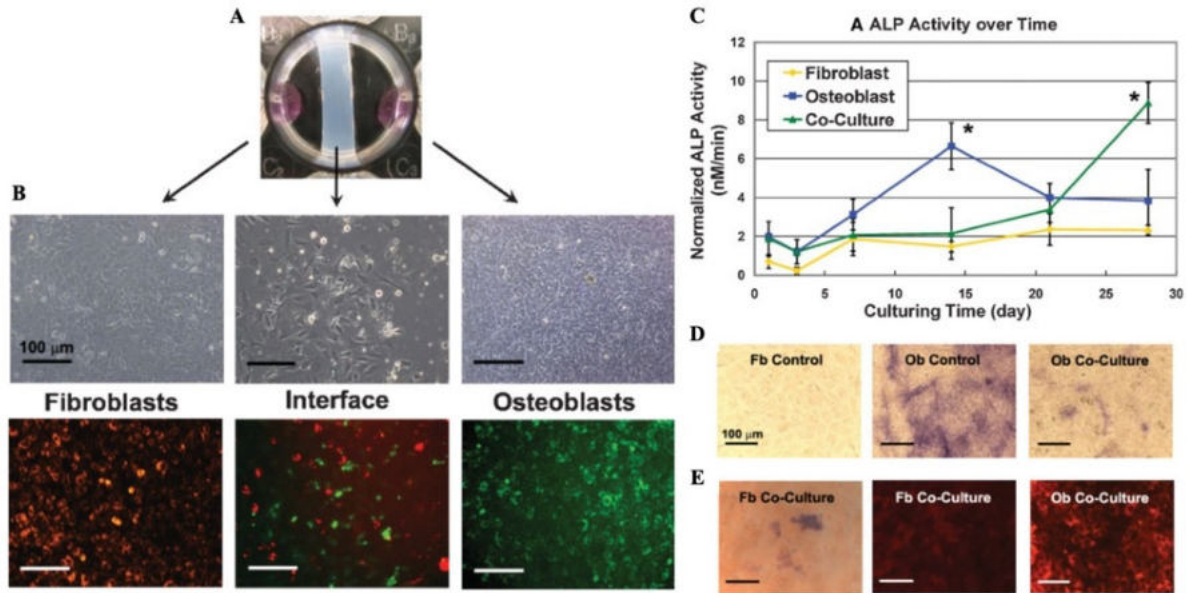 A
B
C
A ALP Activity over Time
Normalized ALP Activity
(nM/min)
12
10
8
6
4
2
0
Fibroblast
Osteoblast
Co-Culture
*
*
0
5
10
15
20
25
30
Culturing Time (day)
100 μm
Fibroblasts
Interface
Osteoblasts
D
Fb Control
Ob Control
Ob Co-Culture
100 μm
E
Fb Co-Culture
Fb Co-Culture
Ob Co-Culture